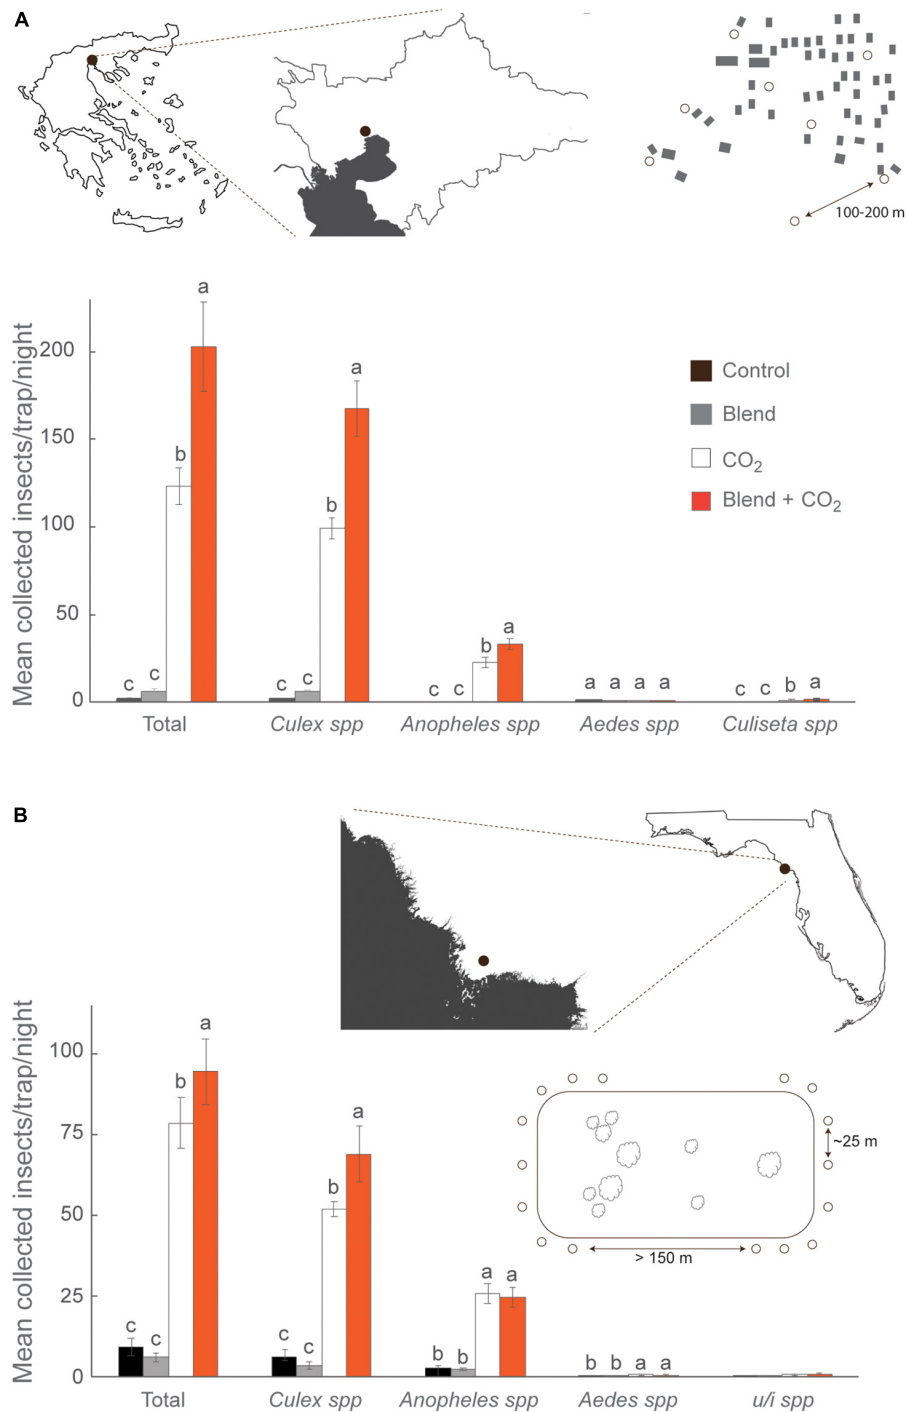 A
100-200 m
Mean collected insects/trap/night
200
150
100
50
0
a
b
c c
a
b
c c
a
b
c c
a a a a
c c b a
Control
Blend
CO₂
Blend + CO₂
Total
Culex spp
Anopheles spp
Aedes spp
Culiseta spp
B
Mean collected insects/trap/night
100
75
50
25
0
a
b
c c
a
b
c c
a a
b b
b b a a
~25 m
> 150 m
Total
Culex spp
Anopheles spp
Aedes spp
u/i spp